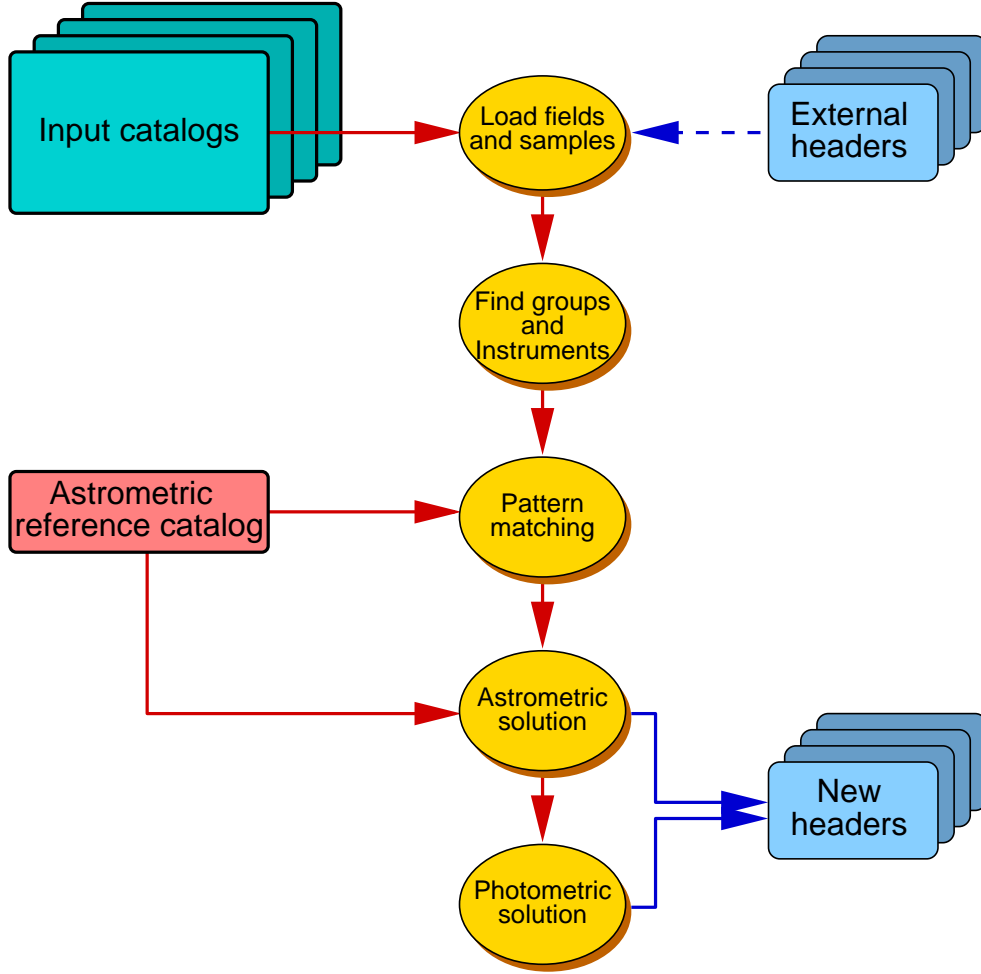 Input catalogs
Load fields
and samples
External
headers
Find groups
and
Instruments
Astrometric
reference catalog
Pattern
matching
Astrometric
solution
New
headers
Photometric
solution